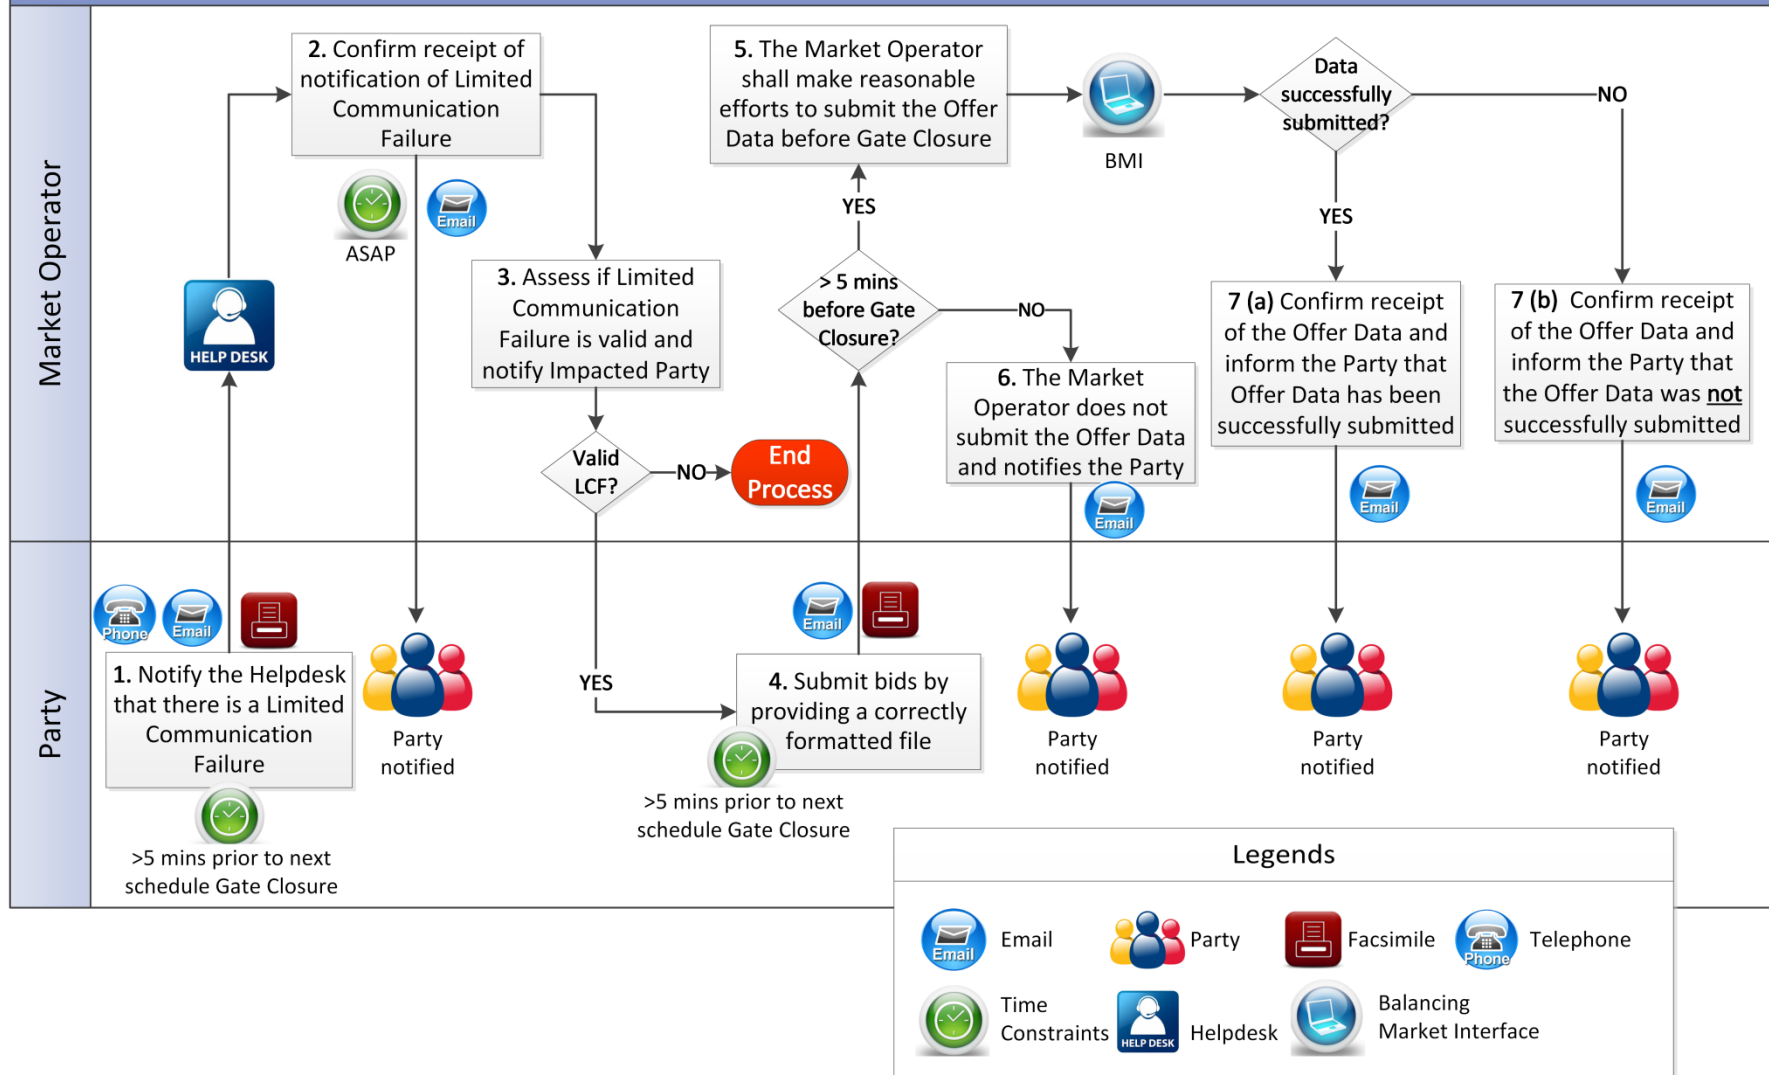 Market Operator
2. Confirm receipt of
notification of Limited
Communication
Failure
ASAP
Email
HELP DESK
3. Assess if Limited
Communication
Failure is valid and
notify Impacted Party
Valid
LCF?
NO
End
Process
YES
5. The Market Operator
shall make reasonable
efforts to submit the Offer
Data before Gate Closure
BMI
Data
successfully
submitted?
NO
YES
YES
> 5 mins
before Gate
Closure?
NO
6. The Market
Operator does not
submit the Offer Data
and notifies the Party
Email
7 (a) Confirm receipt
of the Offer Data and
inform the Party that
Offer Data has been
successfully submitted
Email
7 (b) Confirm receipt
of the Offer Data and
inform the Party that
the Offer Data was not
successfully submitted
Email
Party
Phone
Email
1. Notify the Helpdesk
that there is a Limited
Communication
Failure
>5 mins prior to next
schedule Gate Closure
Party
notified
Email
4. Submit bids by
providing a correctly
formatted file
>5 mins prior to next
schedule Gate Closure
Party
notified
Party
notified
Party
notified
Legends
Email
Email
Party
Facsimile
Phone
Telephone
Time
Constraints
HELP DESK
Helpdesk
Balancing
Market Interface